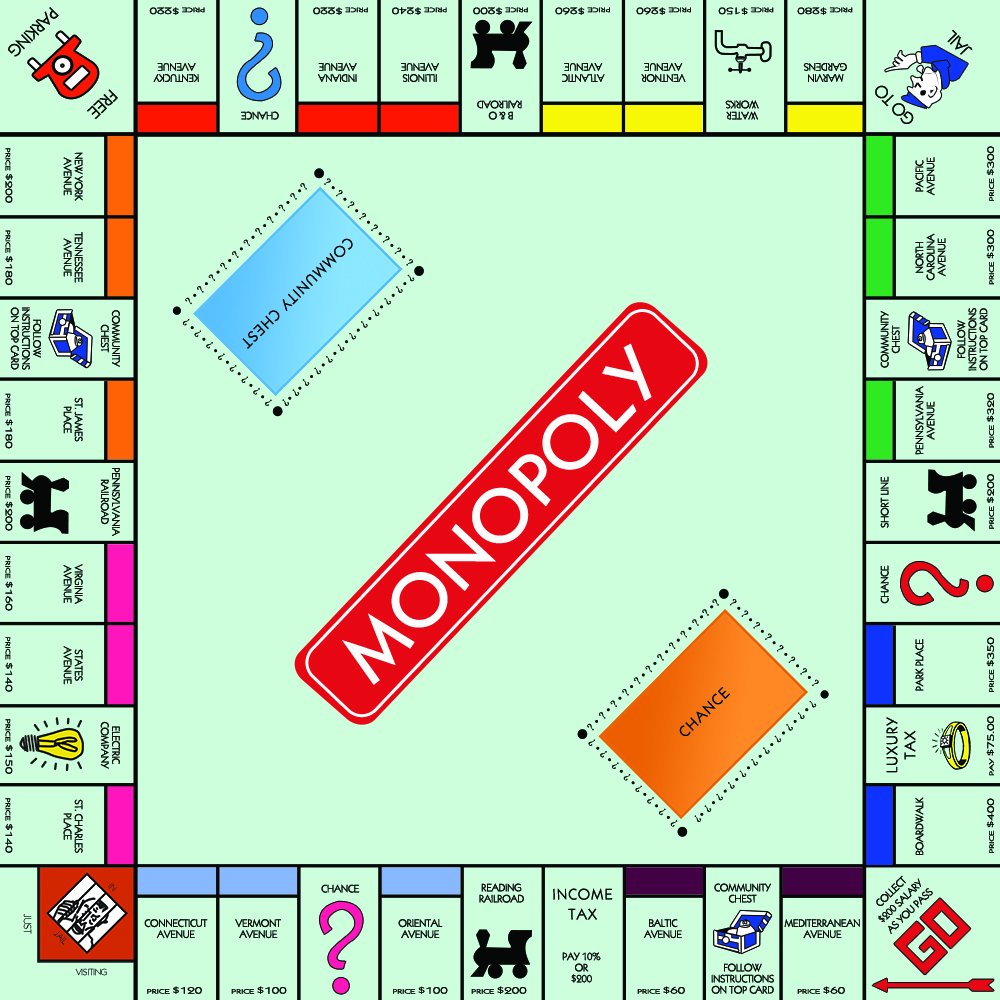 FREE
PARKING
KENTUCKY
AVENUE
PRICE $220
CHANCE
INDIANA
AVENUE
PRICE $220
ILLINOIS
AVENUE
PRICE $240
B & O
RAILROAD
PRICE $200
ATLANTIC
AVENUE
PRICE $260
VENTNOR
AVENUE
PRICE $260
WATER
WORKS
PRICE $150
MARVIN
GARDENS
PRICE $280
GO TO
JAIL
NEW YORK
AVENUE
PRICE $200
TENNESSEE
AVENUE
PRICE $180
COMMUNITY
CHEST
FOLLOW
INSTRUCTIONS
ON TOP CARD
ST. JAMES
PLACE
PRICE $180
PENNSYLVANIA
RAILROAD
PRICE $200
VIRGINIA
AVENUE
PRICE $160
STATES
AVENUE
PRICE $140
ELECTRIC
COMPANY
PRICE $150
ST. CHARLES
PLACE
PRICE $140
COMMUNITY CHEST
MONOPOLY
CHANCE
PACIFIC
AVENUE
PRICE $300
NORTH
CAROLINA
AVENUE
PRICE $300
COMMUNITY
CHEST
FOLLOW
INSTRUCTIONS
ON TOP CARD
PENNSYLVANIA
AVENUE
PRICE $320
SHORT LINE
PRICE $200
CHANCE
PARK PLACE
PRICE $350
LUXURY
TAX
PAY $75.00
BOARDWALK
PRICE $400
IN
JAIL
JUST
VISITING
CONNECTICUT
AVENUE
PRICE $120
VERMONT
AVENUE
PRICE $100
CHANCE
ORIENTAL
AVENUE
PRICE $100
READING
RAILROAD
PRICE $200
INCOME
TAX
PAY 10%
OR
$200
BALTIC
AVENUE
PRICE $60
COMMUNITY
CHEST
FOLLOW
INSTRUCTIONS
ON TOP CARD
MEDITERRANEAN
AVENUE
PRICE $60
COLLECT
$200 SALARY
AS YOU PASS
GO